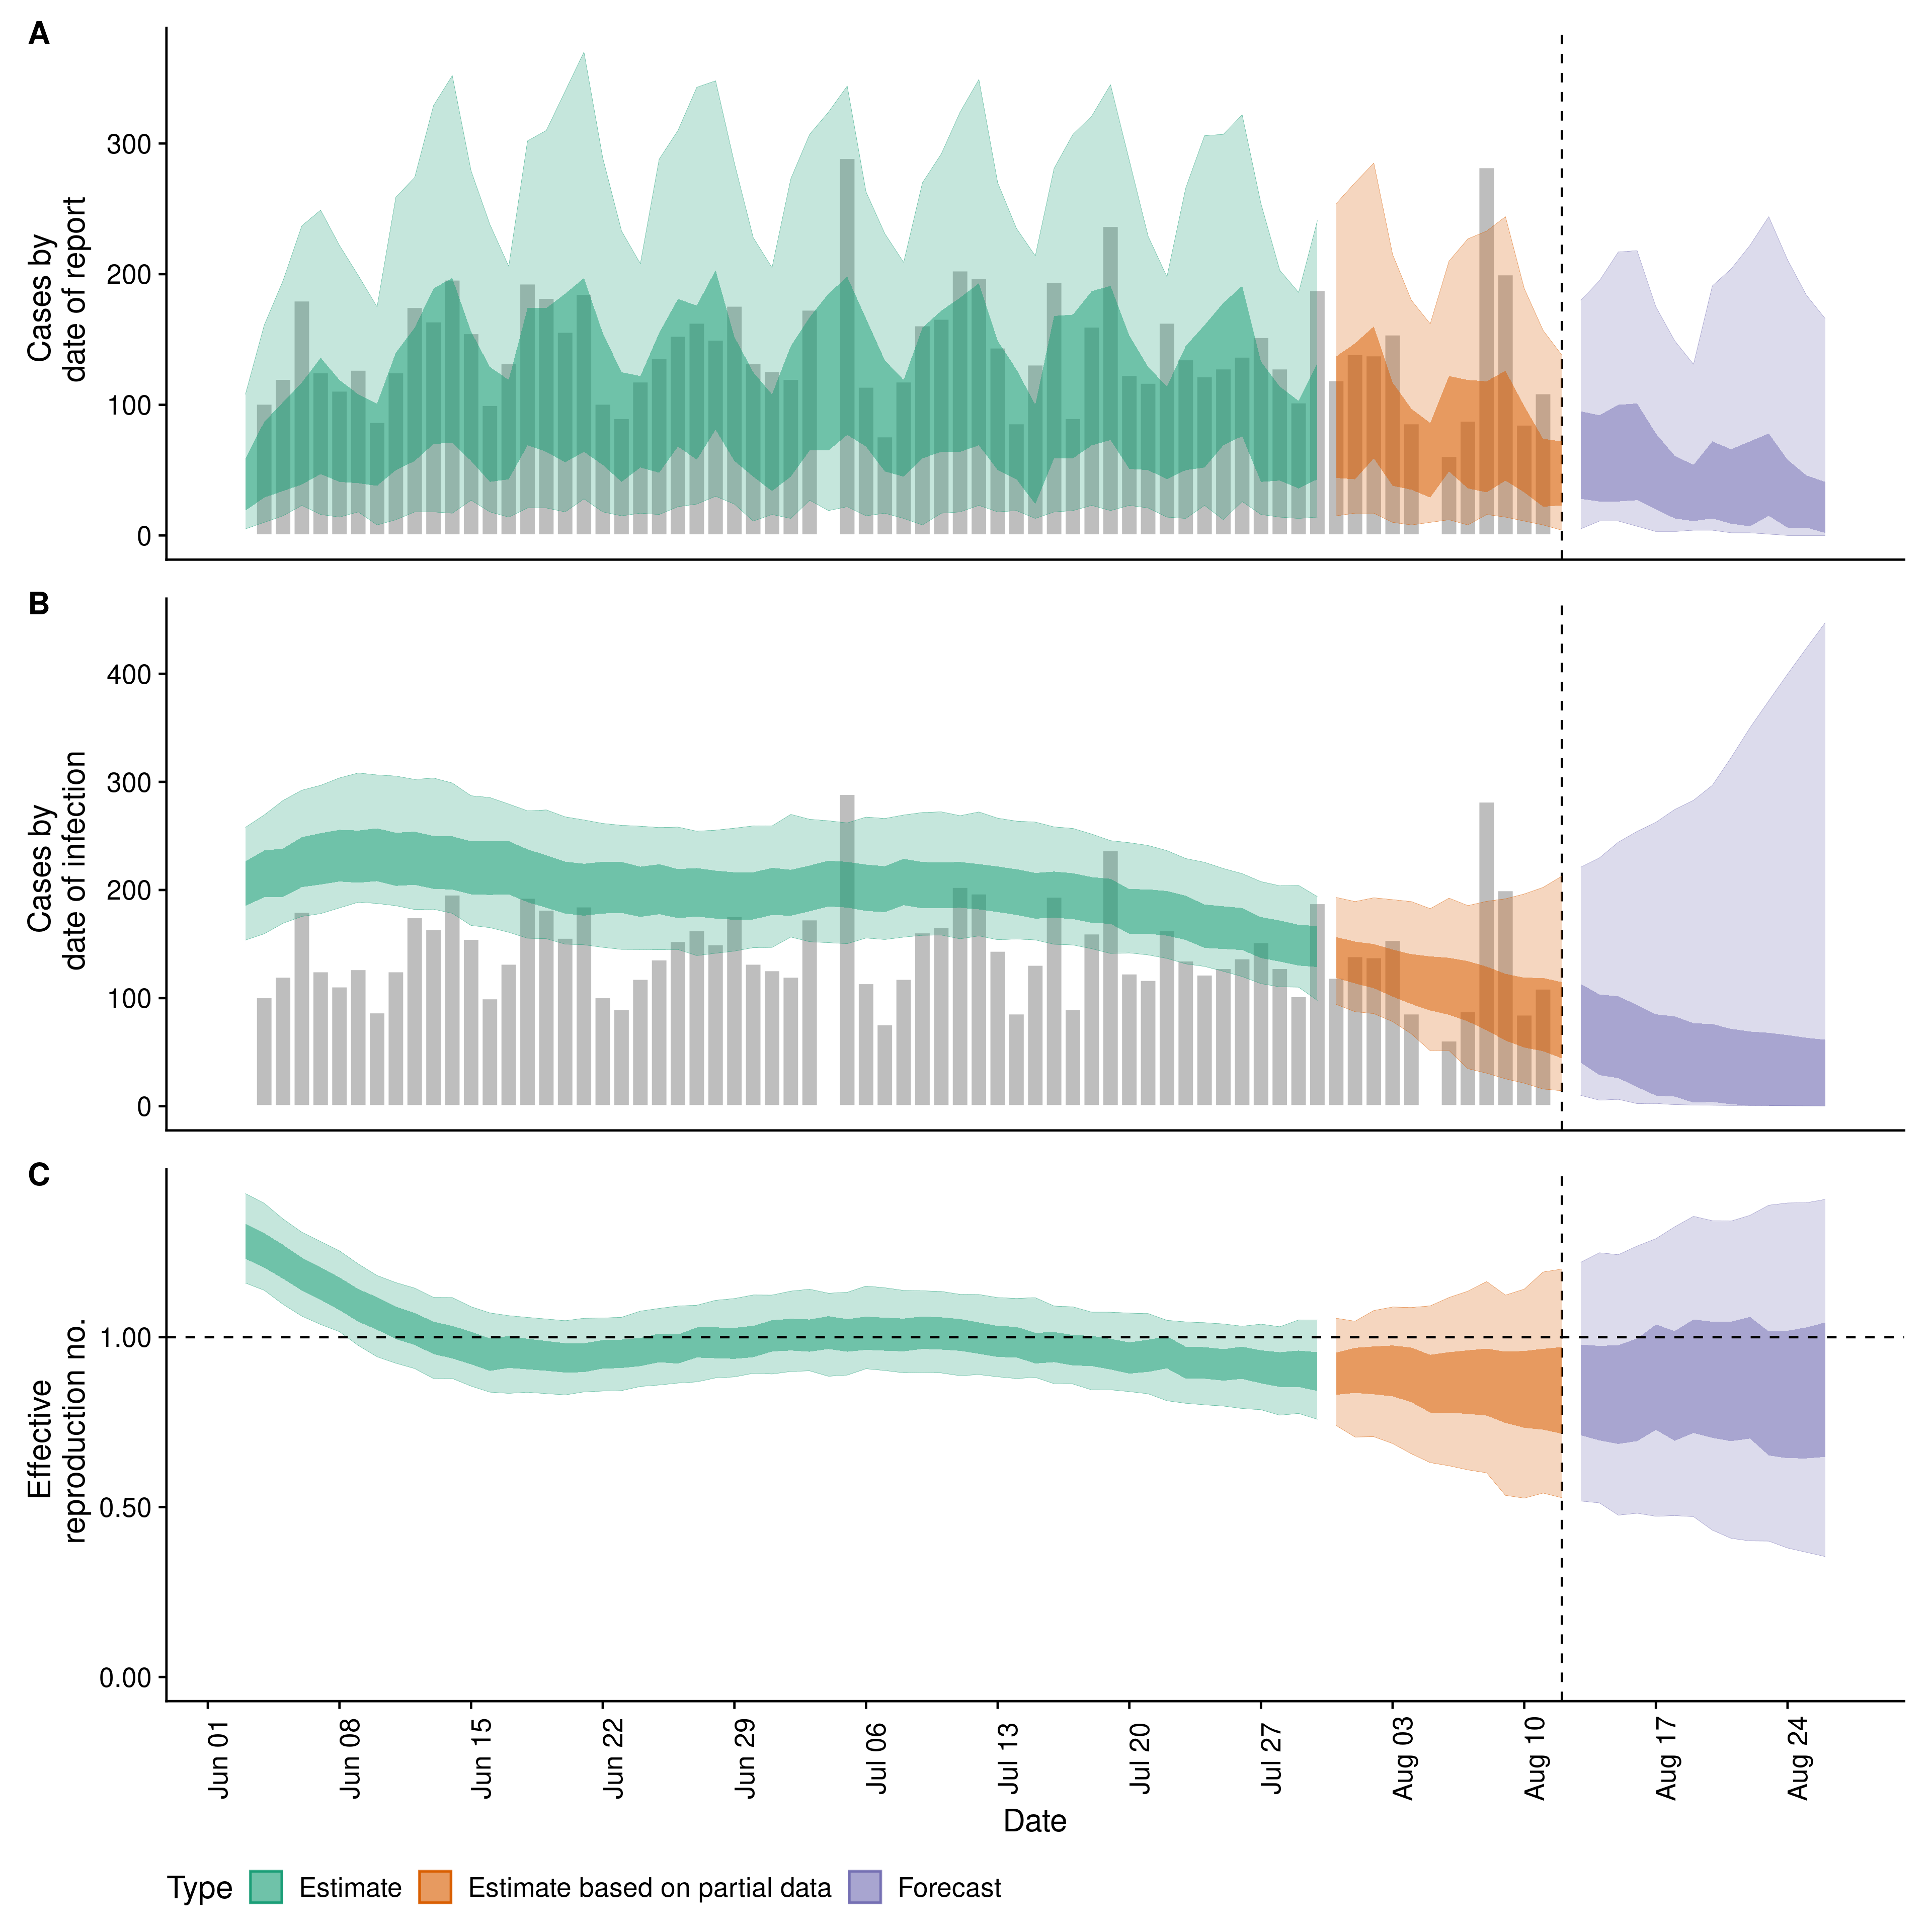 A
Cases by
date of report
300
200
100
0
B
Cases by
date of infection
400
300
200
100
0
C
Effective
reproduction no.
1.00
0.50
0.00
Jun 01
Jun 08
Jun 15
Jun 22
Jun 29
Jul 06
Jul 13
Jul 20
Jul 27
Aug 03
Aug 10
Aug 17
Aug 24
Date
Type Estimate Estimate based on partial data Forecast